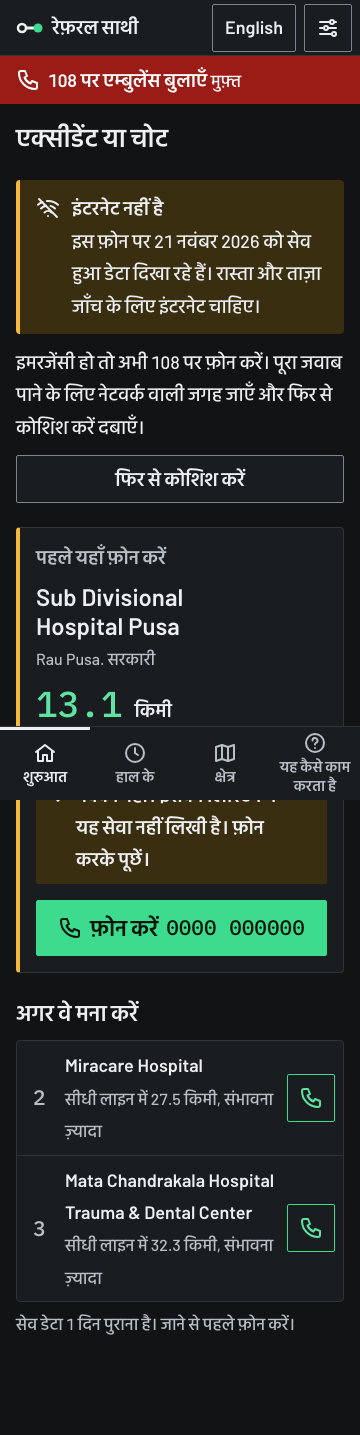 रेफ़रल साथी
English
108 पर एम्बुलेंस बुलाएँ मुफ़्त
एक्सीडेंट या चोट
इंटरनेट नहीं है
इस फ़ोन पर 21 नवंबर 2026 को सेव
हुआ डेटा दिखा रहे हैं। रास्ता और ताज़ा
जाँच के लिए इंटरनेट चाहिए।
इमरजेंसी हो तो अभी 108 पर फ़ोन करें। पूरा जवाब
पाने के लिए नेटवर्क वाली जगह जाएँ और फिर से
कोशिश करें दबाएँ।
फिर से कोशिश करें
पहले यहाँ फ़ोन करें
Sub Divisional
Hospital Pusa
Rau Pusa. सरकारी
13.1 किमी
शुरुआत
हाल के
क्षेत्र
यह कैसे काम
करता है
यह सेवा नहीं लिखी है। फ़ोन
करके पूछें।
फ़ोन करें 0000 000000
अगर वे मना करें
2
Miracare Hospital
सीधी लाइन में 27.5 किमी, संभावना
ज़्यादा
3
Mata Chandrakala Hospital
Trauma & Dental Center
सीधी लाइन में 32.3 किमी, संभावना
ज़्यादा
सेव डेटा 1 दिन पुराना है। जाने से पहले फ़ोन करें।